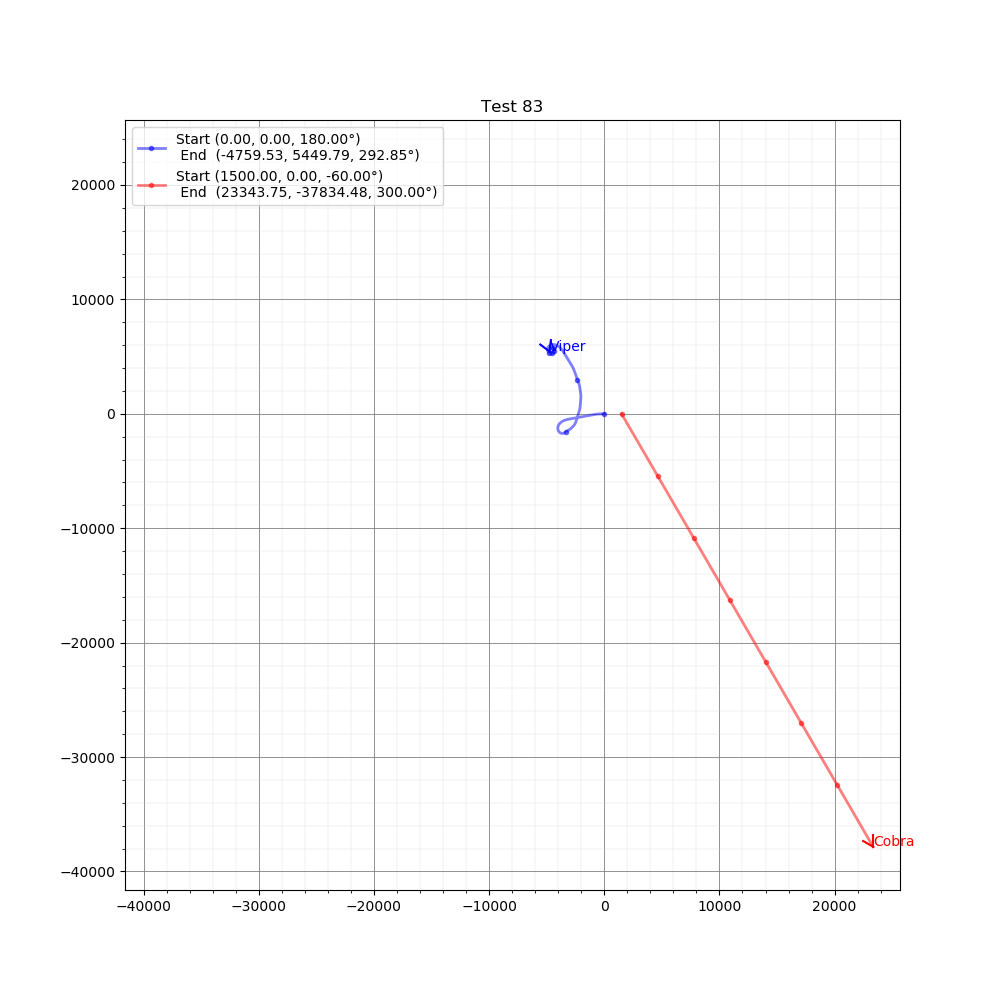 Test 83
Start (0.00, 0.00, 180.00°)
End (-4759.53, 5449.79, 292.85°)
Start (1500.00, 0.00, -60.00°)
End (23343.75, -37834.48, 300.00°)
20000
10000
0
−10000
−20000
−30000
−40000
Viper
Cobra
−40000
−30000
−20000
−10000
0
10000
20000